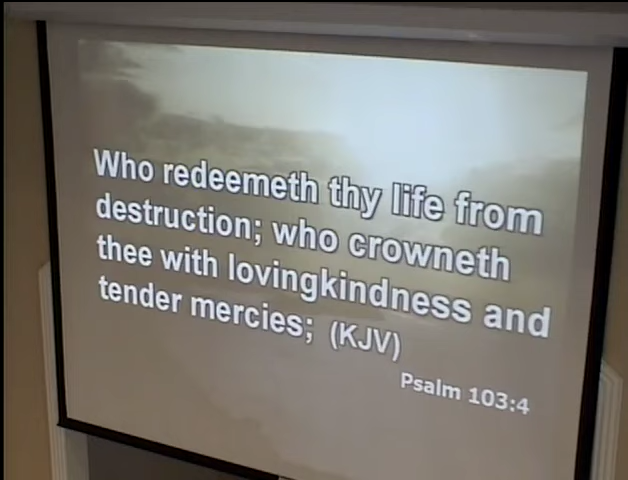 Who redeemeth thy life from
destruction; who crowneth
thee with lovingkindness and
tender mercies; (KJV)
Psalm 103:4